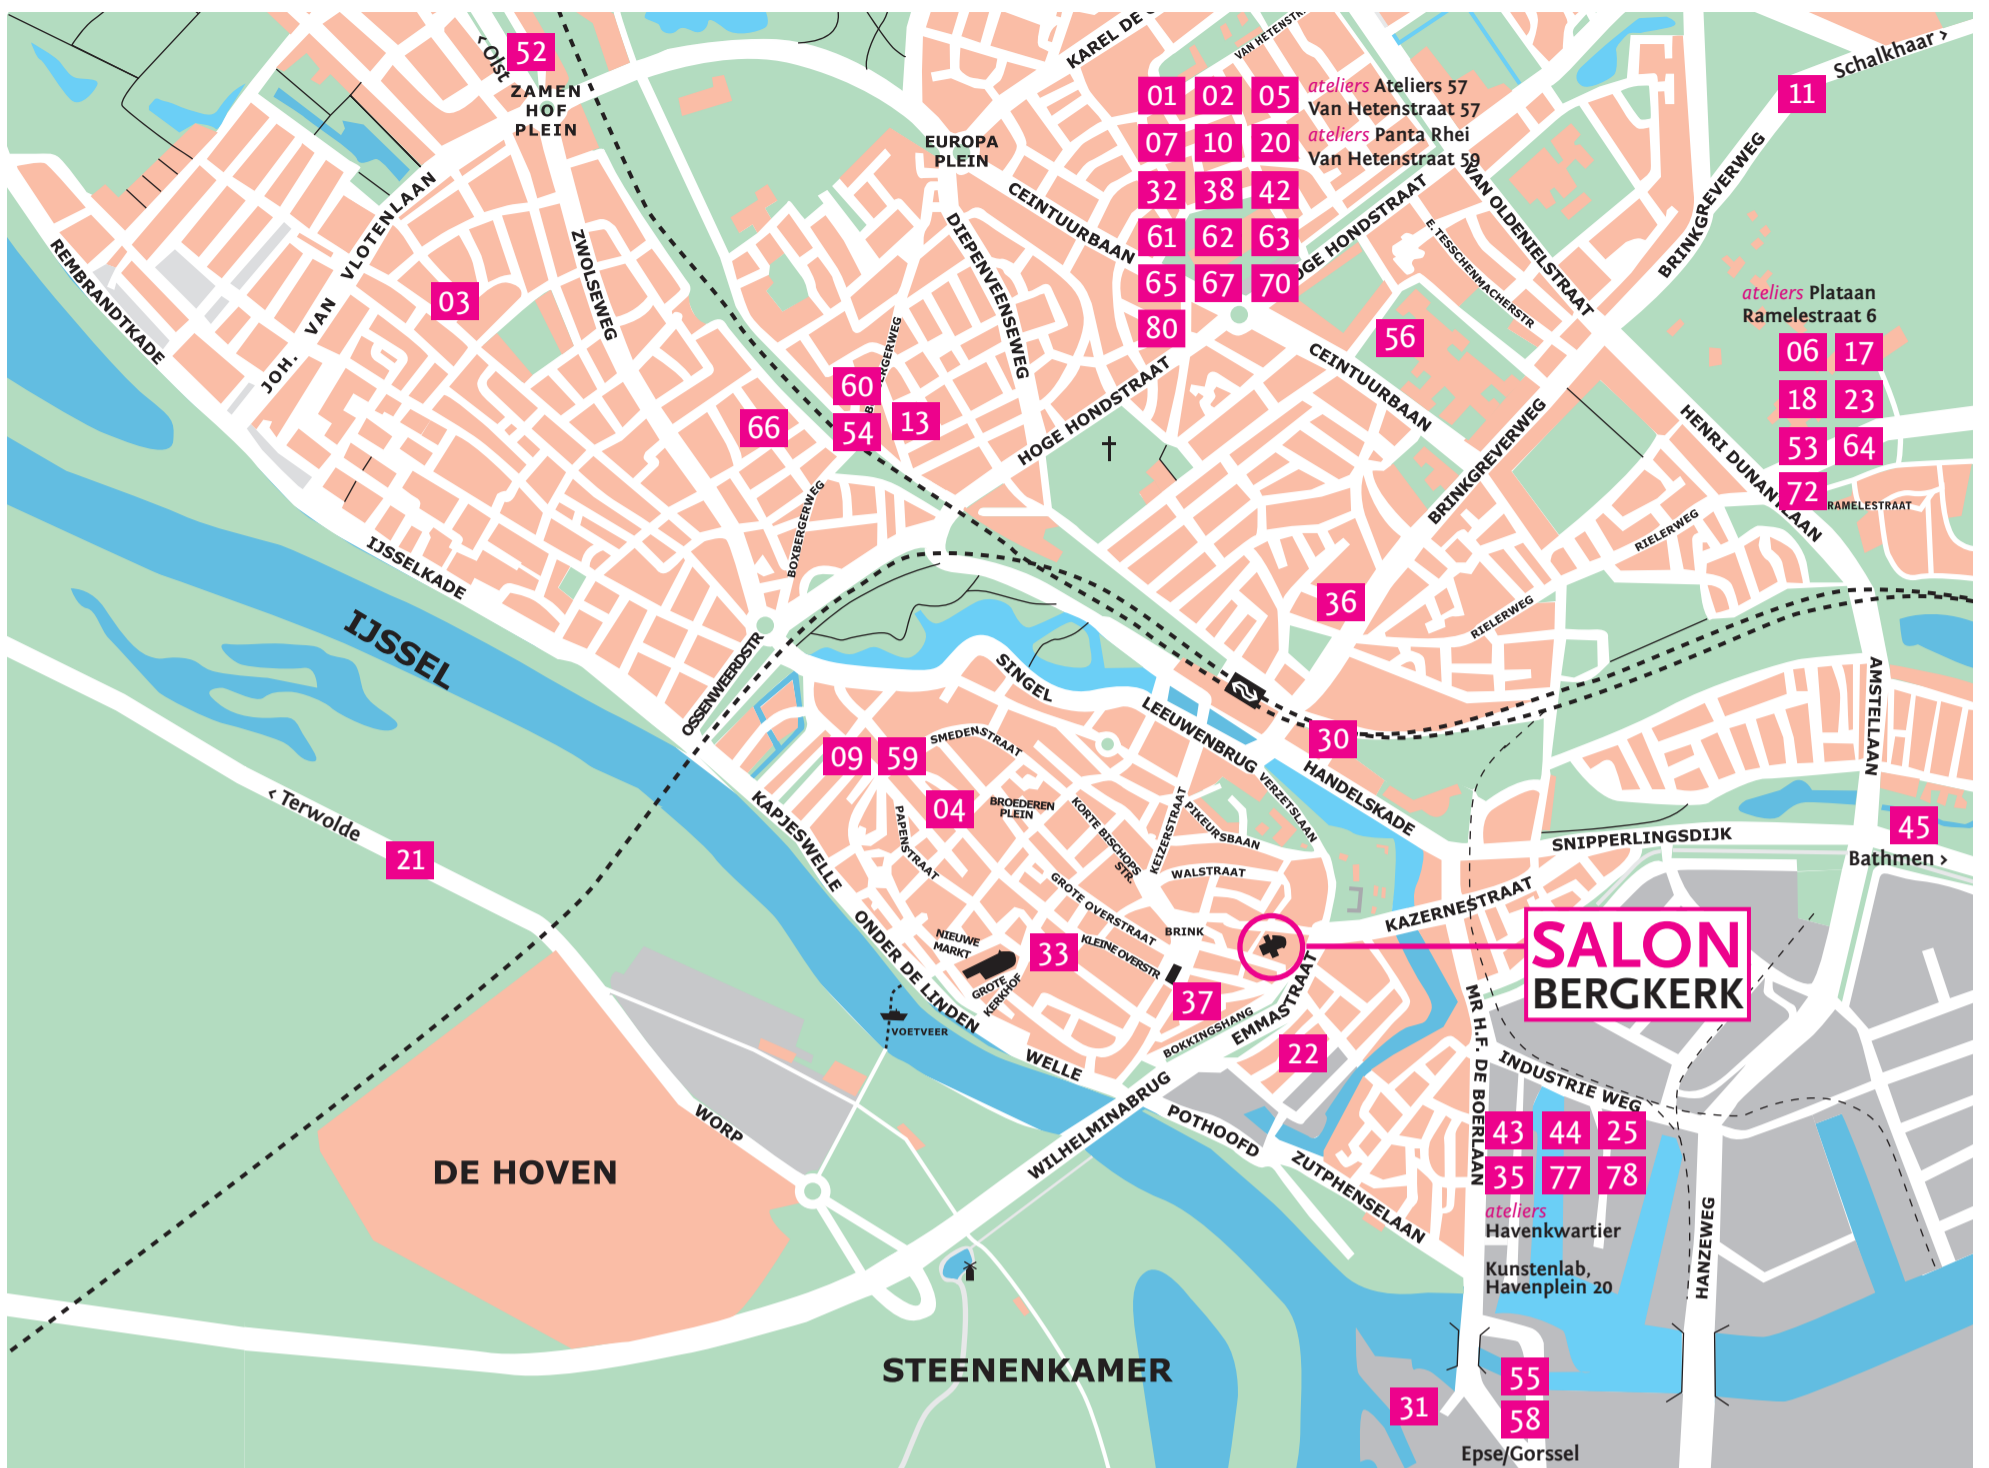 ‹ Olst
52
ZAMEN
HOF
PLEIN
KAREL DE
VAN HETENSTR
Schalkhaar ›
11
EUROPA
PLEIN
01 02 05
ateliers Ateliers 57
Van Hetenstraat 57
07 10 20
ateliers Panta Rhei
Van Hetenstraat 59
32 38 42
61 62 63
65 67 70
80
CEINTUURBAAN
VAN OLDENIELSTRAAT
OGE HONDSTRAAT
E. TESSCHENMACHERSTR
BRINKGREVERWEG
REMBRANDTKADE
JOH. VAN VLOTENLAAN
03
ZWOLSEWEG
DIEPENVEENSEWEG
ateliers Plataan
Ramelestraat 6
06 17
18 23
53 64
72
RAMELESTRAAT
56
CEINTUURBAAN
HOGE HONDSTRAAT
60
ERGERWEG
B
66
54
13
BRINKGREVERWEG
HENRI DUNANTLAAN
RIELERWEG
BOXBERGERWEG
IJSSELKADE
IJSSEL
36
RIELERWEG
OSSENWEERDSTR
SINGEL
LEEUWENBRUG
30
AMSTELLAAN
09 59
SMEDENSTRAAT
04
BROEDEREN
PLEIN
KORTE BISSCHOPS
STR.
KEIZERSTRAAT
PIKEURSBAAN
VERZETSLAAN
HANDELSKADE
SNIPPERLINGSDIJK
45
Bathmen ›
‹ Terwolde
21
KAPJESWELLE
PAPENSTRAAT
WALSTRAAT
GROTE OVERSTRAAT
KAZERNESTRAAT
ONDER DE LINDEN
NIEUWE
MARKT
33
KLEINE OVERSTR
BRINK
SALON
BERGKERK
GROTE
KERKHOF
37
EMMASTRAAT
VOETVEER
BOKKINGSHANG
22
WELLE
MR H.F. DE BOERLAAN
INDUSTRIE WEG
WORP
DE HOVEN
WILHELMINABRUG
POTHOOFD
ZUTPHENSELAAN
43 44 25
35 77 78
ateliers
Havenkwartier
Kunstenlab,
Havenplein 20
HANZEWEG
STEENENKAMER
31
55
58
Epse/Gorssel